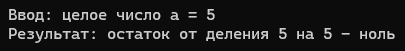 Ввод: целое число a = 5
Результат: остаток от деления 5 на 5 – ноль